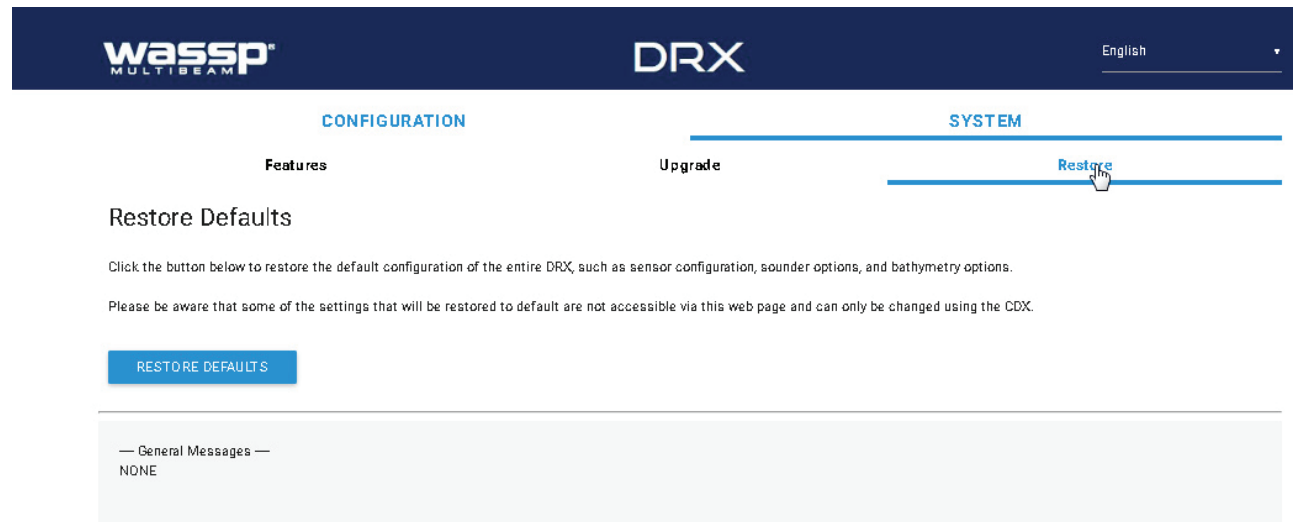 wassp®
MULTIBEAM
DRX
English
CONFIGURATION
SYSTEM
Features
Upgrade
Restore
Restore Defaults
Click the button below to restore the default configuration of the entire DRX, such as sensor configuration, sounder options, and bathymetry options.
Please be aware that some of the settings that will be restored to default are not accessible via this web page and can only be changed using the CDX.
RESTORE DEFAULTS
— General Messages —
NONE